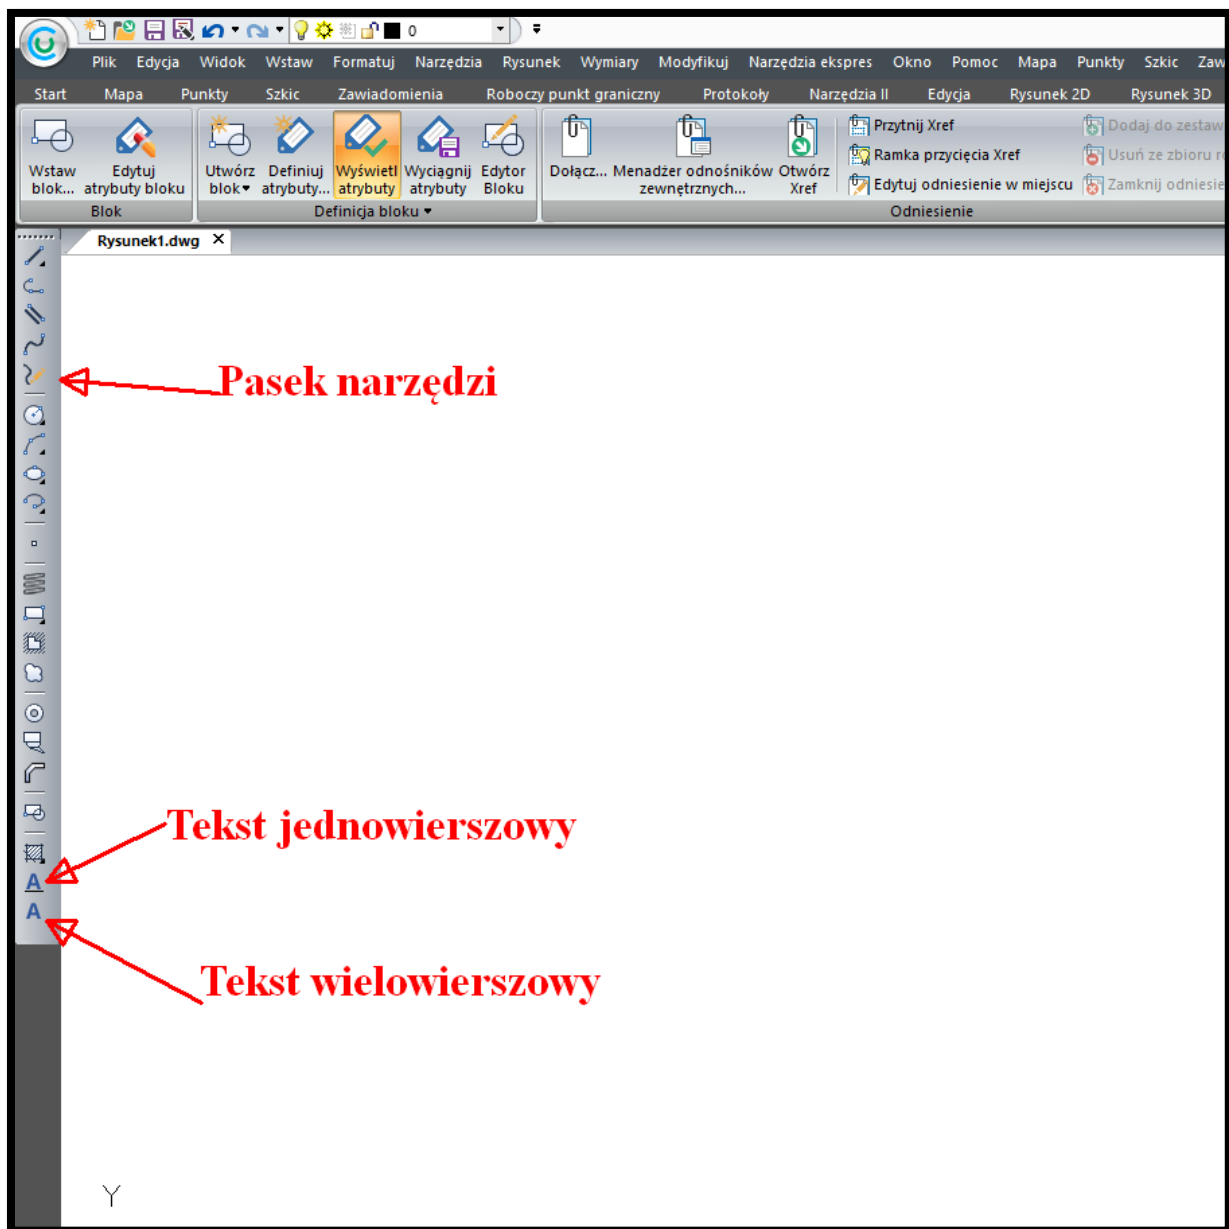 0
Plik Edycja Widok Wstaw Formatuj Narzędzia Rysunek Wymiary Modyfikuj Narzędzia ekspres Okno Pomoc Mapa Punkty Szkic Zaw
Start Mapa Punkty Szkic Zawiadomienia Roboczy punkt graniczny Protokoły Narzędzia II Edycja Rysunek 2D Rysunek 3D
Wstaw blok...
Edytuj atrybuty bloku
Utwórz blok
Definiuj atrybuty...
Wyświetl atrybuty
Wyciągnij atrybuty
Edytor Bloku
Dołącz...
Menadżer odnośników zewnętrznych...
Otwórz Xref
Przytnij Xref
Ramka przycięcia Xref
Edytuj odniesienie w miejscu
Dodaj do zestaw
Usuń ze zbioru r
Zamknij odniesie
Blok
Definicja bloku
Odniesienie
Rysunek1.dwg
Pasek narzędzi
Tekst jednowierszowy
A
A
Tekst wielowierszowy
Y